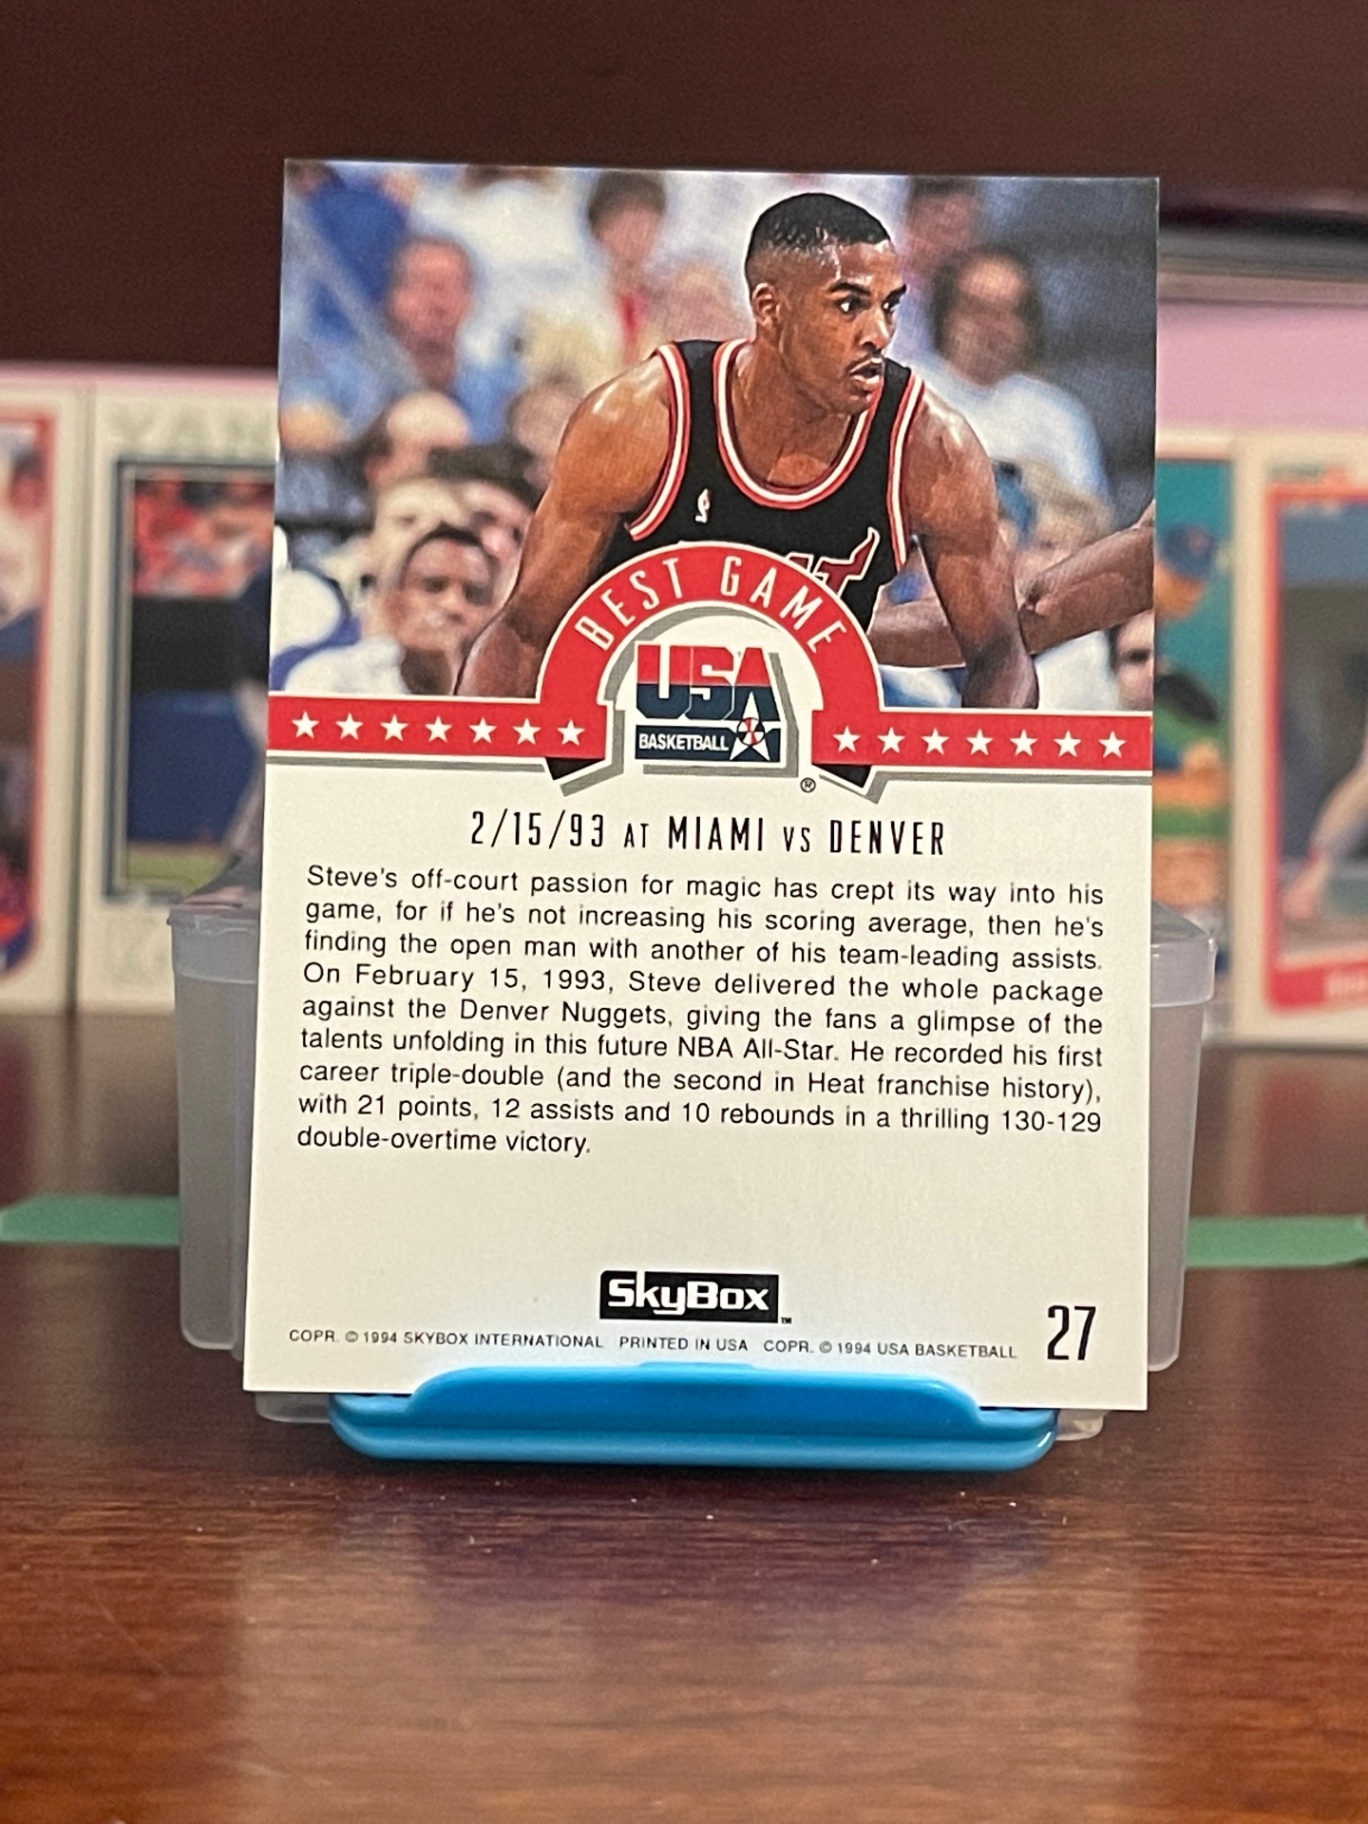 BEST GAME
USA
BASKETBALL
®
2/15/93 AT MIAMI VS DENVER
Steve's off-court passion for magic has crept its way into his
game, for if he's not increasing his scoring average, then he's
finding the open man with another of his team-leading assists.
On February 15, 1993, Steve delivered the whole package
against the Denver Nuggets, giving the fans a glimpse of the
talents unfolding in this future NBA All-Star. He recorded his first
career triple-double (and the second in Heat franchise history),
with 21 points, 12 assists and 10 rebounds in a thrilling 130-129
double-overtime victory.
SkyBox™
COPR. © 1994 SKYBOX INTERNATIONAL PRINTED IN USA COPR. © 1994 USA BASKETBALL 27